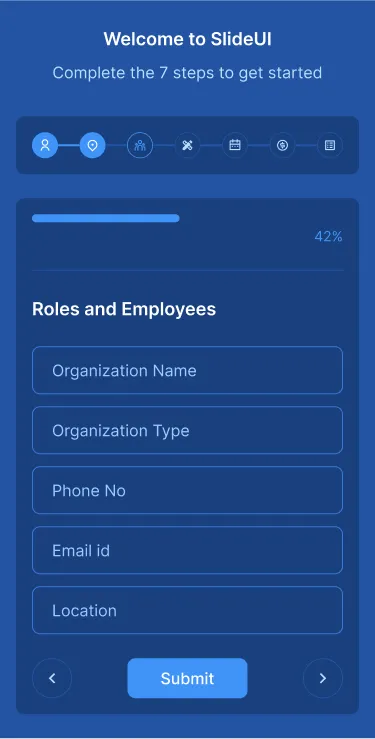 Welcome to SlideUI
Complete the 7 steps to get started
42%
Roles and Employees
Organization Name
Organization Type
Phone No
Email id
Location
Submit